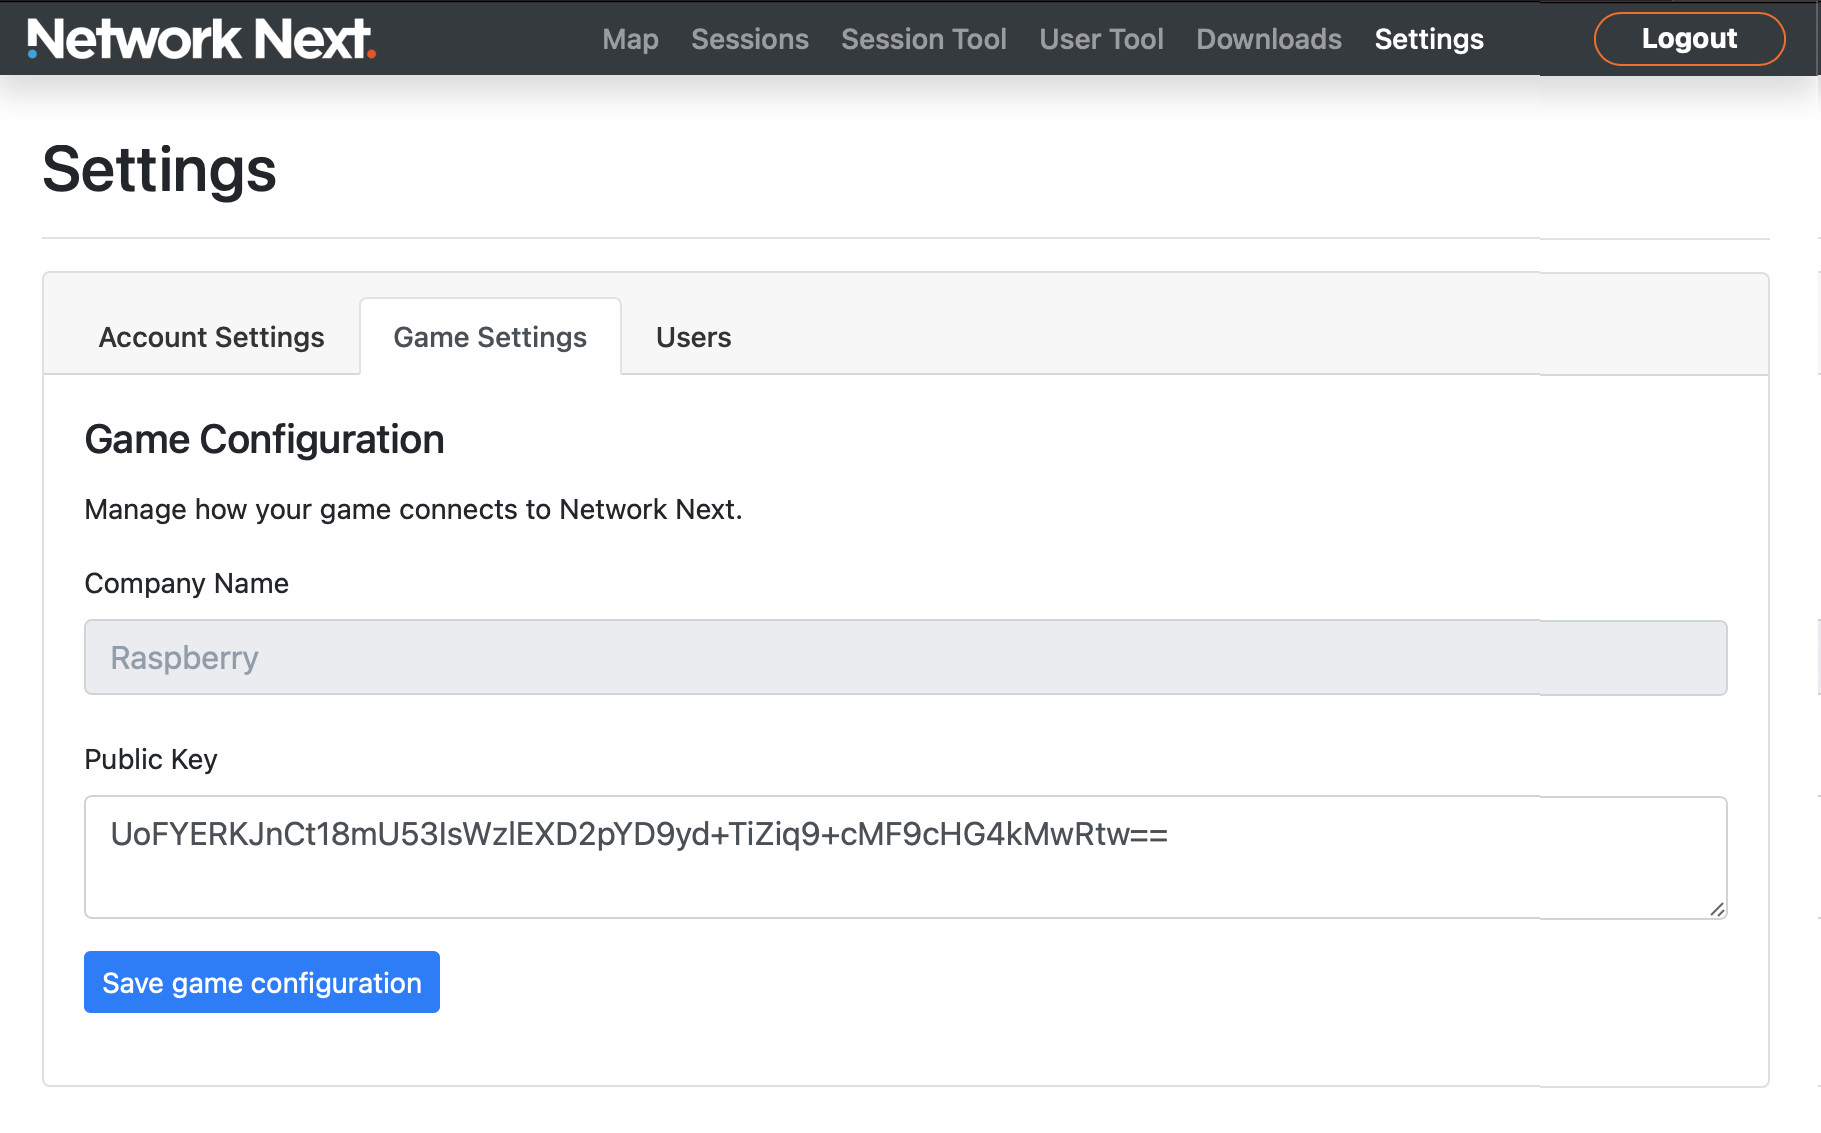 Network Next.
Map Sessions Session Tool User Tool Downloads Settings Logout
Settings
Account Settings Game Settings Users
Game Configuration
Manage how your game connects to Network Next.
Company Name
Raspberry
Public Key
UoFYERKJnCt18mU53IsWzlEXD2pYD9yd+TiZiq9+cMF9cHG4kMwRtw==
Save game configuration